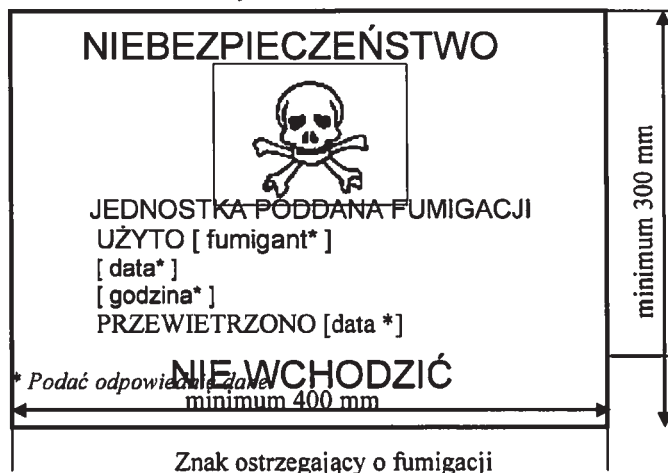 NIEBEZPIECZEŃSTWO
JEDNOSTKA PODDANA FUMIGACJI
UŻYTO [ fumigant* ]
[ data* ]
[ godzina* ]
PRZEWIETRZONO [data *]
NIE WCHODZIĆ
* Podać odpowiednie dane
minimum 400 mm
minimum 300 mm
Znak ostrzegający o fumigacji